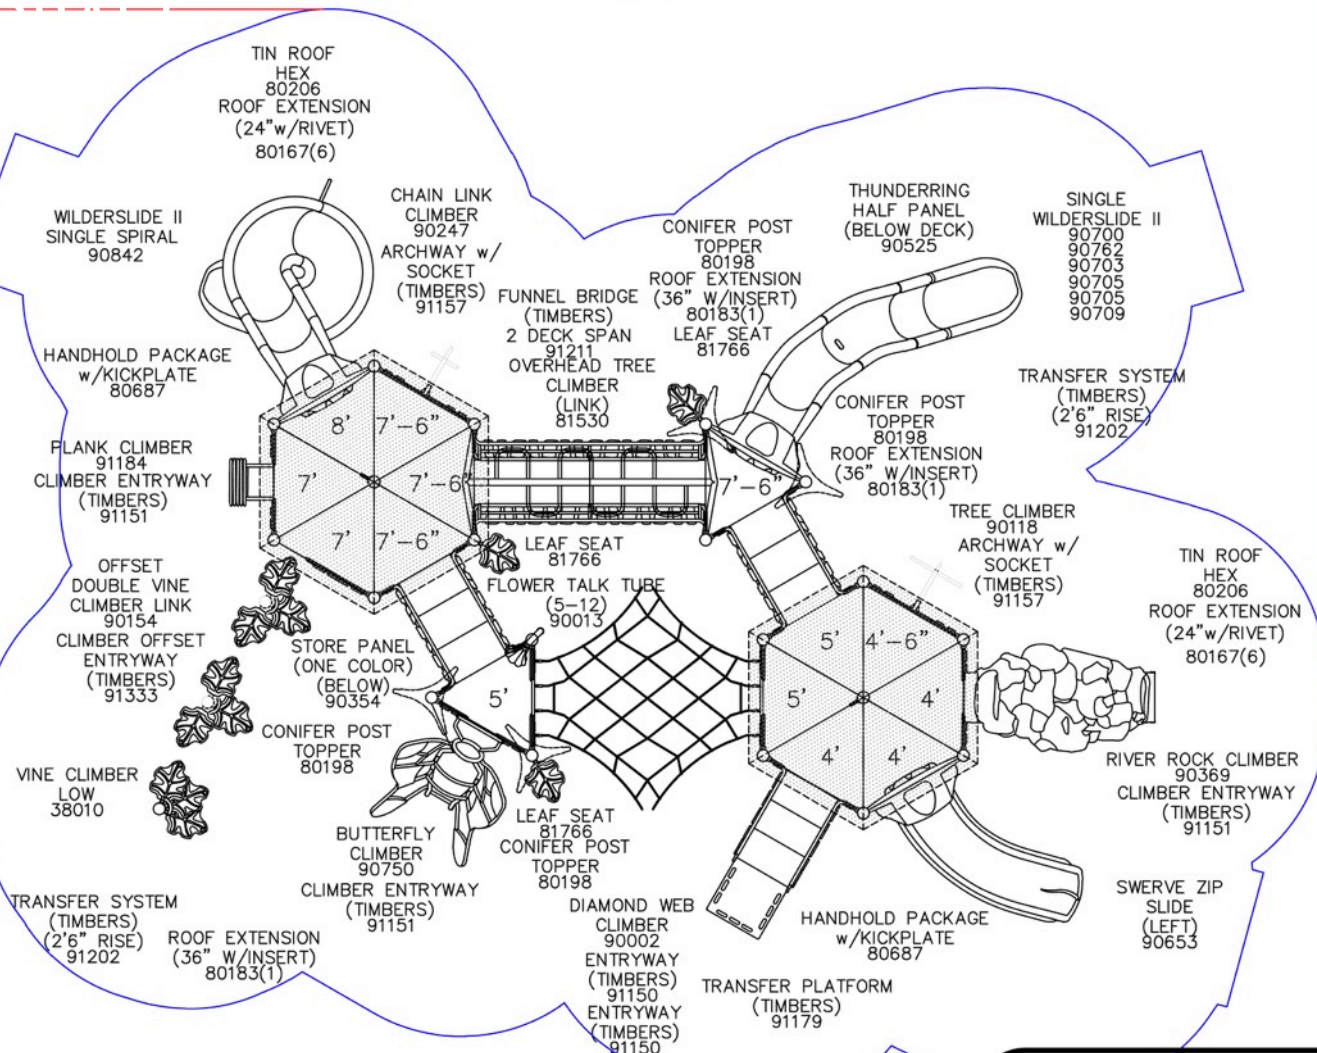 TIN ROOF
HEX
80206
ROOF EXTENSION
(24"w/RIVET)
80167(6)
WILDERSLIDE II
SINGLE SPIRAL
90842
CHAIN LINK
CLIMBER
90247
ARCHWAY w/
SOCKET
(TIMBERS)
91157
FUNNEL BRIDGE
(TIMBERS)
2 DECK SPAN
91211
OVERHEAD TREE
CLIMBER
(LINK)
81530
CONIFER POST
TOPPER
80198
ROOF EXTENSION
(36" W/INSERT)
80183(1)
LEAF SEAT
81766
THUNDERRING
HALF PANEL
(BELOW DECK)
90525
SINGLE
WILDERSLIDE II
90700
90762
90703
90705
90705
90709
HANDHOLD PACKAGE
w/KICKPLATE
80687
TRANSFER SYSTEM
(TIMBERS)
(2'6" RISE)
91202
CONIFER POST
TOPPER
80198
ROOF EXTENSION
(36" W/INSERT)
80183(1)
PLANK CLIMBER
91184
CLIMBER ENTRYWAY
(TIMBERS)
91151
8'
7'-6"
7'
7'-6"
7'
7'-6"
7'-6"
TREE CLIMBER
90118
ARCHWAY w/
SOCKET
(TIMBERS)
91157
LEAF SEAT
81766
FLOWER TALK TUBE
(5-12)
90013
TIN ROOF
HEX
80206
ROOF EXTENSION
(24"w/RIVET)
80167(6)
OFFSET
DOUBLE VINE
CLIMBER LINK
90154
CLIMBER OFFSET
ENTRYWAY
(TIMBERS)
91333
STORE PANEL
(ONE COLOR)
(BELOW)
90354
5'
5'
4'-6"
5'
4'
4'
4'
CONIFER POST
TOPPER
80198
VINE CLIMBER
LOW
38010
RIVER ROCK CLIMBER
90369
CLIMBER ENTRYWAY
(TIMBERS)
91151
BUTTERFLY
CLIMBER
90750
CLIMBER ENTRYWAY
(TIMBERS)
91151
LEAF SEAT
81766
CONIFER POST
TOPPER
80198
TRANSFER SYSTEM
(TIMBERS)
(2'6" RISE)
91202
ROOF EXTENSION
(36" W/INSERT)
80183(1)
DIAMOND WEB
CLIMBER
90002
ENTRYWAY
(TIMBERS)
91150
ENTRYWAY
(TIMBERS)
91150
HANDHOLD PACKAGE
w/KICKPLATE
80687
TRANSFER PLATFORM
(TIMBERS)
91179
SWERVE ZIP
SLIDE
(LEFT)
90653